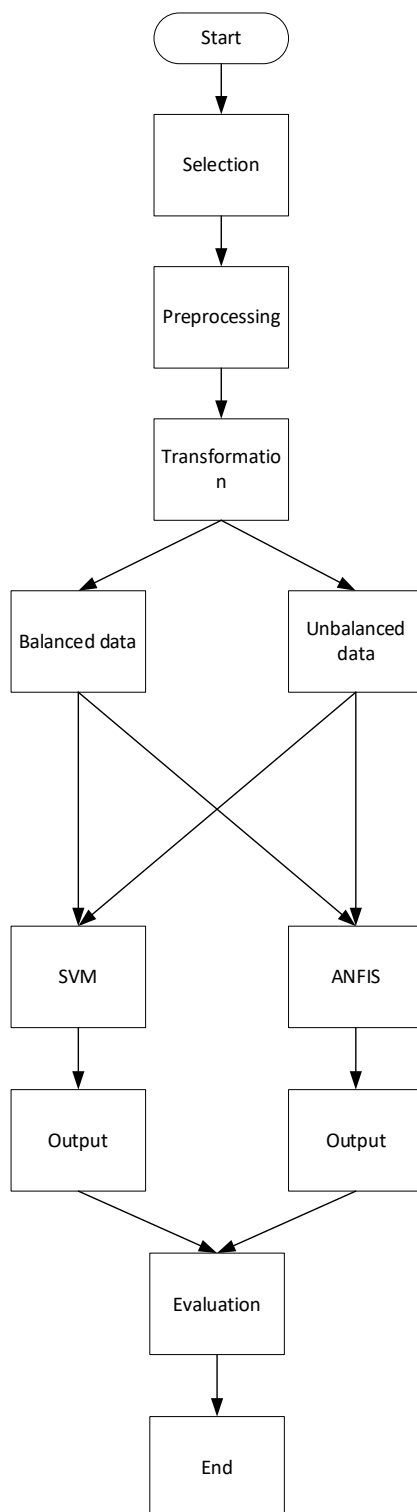 Start
Selection
Preprocessing
Transformatio
n
Balanced data
Unbalanced
data
SVM
ANFIS
Output
Output
Evaluation
End